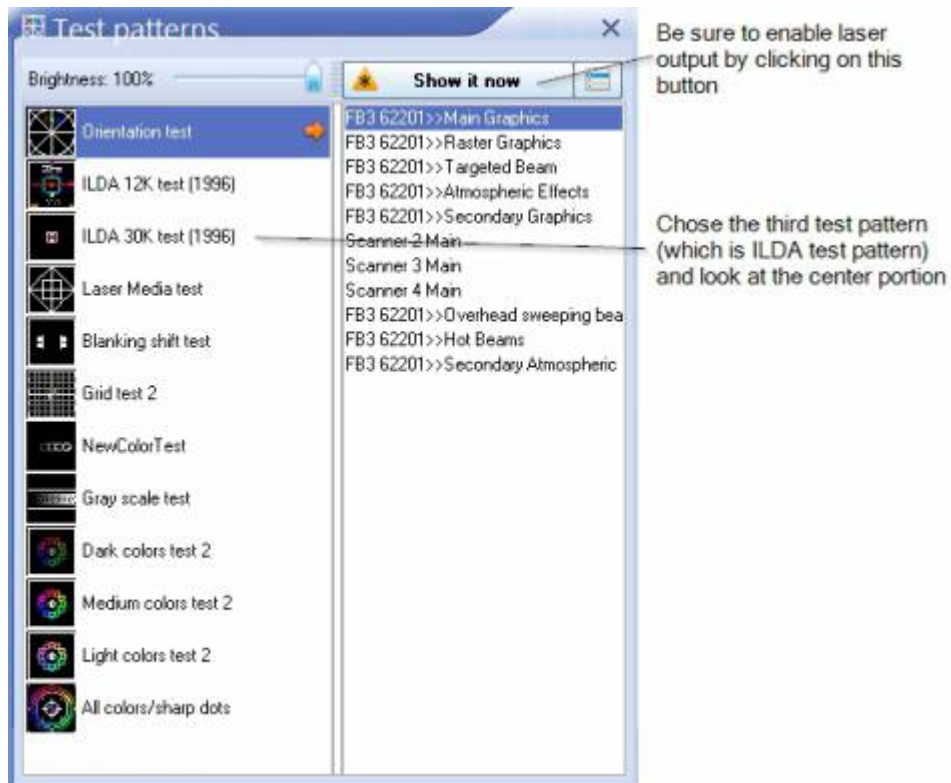 Test patterns
Brightness: 100%
Show it now
Orientation test
ILDA 12K test (1996)
ILDA 30K test (1996)
Laser Media test
Blanking shift test
Grid test 2
NewColorTest
Gray scale test
Dark colors test 2
Medium colors test 2
Light colors test 2
All colors/sharp dots
FB3 62201>>Main Graphics
FB3 62201>>Raster Graphics
FB3 62201>>Targeted Beam
FB3 62201>>Atmospheric Effects
FB3 62201>>Secondary Graphics
Scanner 2 Main
Scanner 3 Main
Scanner 4 Main
FB3 62201>>Overhead sweeping bea
FB3 62201>>Hot Beams
FB3 62201>>Secondary Atmospheric
Be sure to enable laser
output by clicking on this
button
Chose the third test pattern
(which is ILDA test pattern)
and look at the center portion